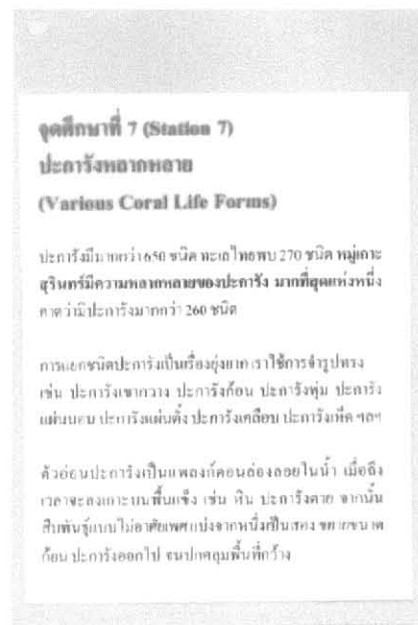 จุดศึกษาที่ 7 (Station 7)
ปะการังหลากหลาย
(Various Coral Life Forms)
ปะการังมีมากกว่า 650 ชนิด ทะเลไทยพบ 270 ชนิด หมู่เกาะ
สุรินทร์มีความหลากหลายของปะการัง มากที่สุดแห่งหนึ่ง
คาดว่ามีปะการังมากกว่า 260 ชนิด
การแยกชนิดปะการังเป็นเรื่องยุ่งยาก เราใช้การจำรูปทรง
เช่น ปะการังเขากวาง ปะการังก้อน ปะการังพุ่ม ปะการัง
แผ่นนอน ปะการังแผ่นตั้ง ปะการังเคลือบ ปะการังเห็ด ฯลฯ
ตัวอ่อนปะการังเป็นแพลงก์ตอนล่องลอยในน้ำ เมื่อถึง
เวลาจะลงเกาะบนพื้นแข็ง เช่น หิน ปะการังตาย จากนั้น
สืบพันธุ์แบบไม่อาศัยเพศแบ่งจากหนึ่งเป็นสอง ขยายขนาด
ก้อน ปะการังออกไป จนปกคลุมพื้นที่กว้าง